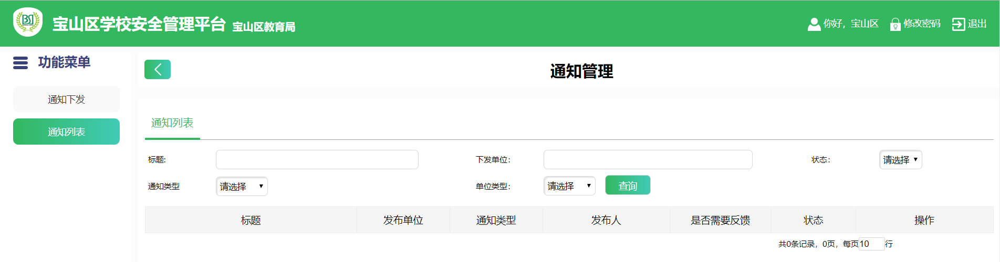 宝山区学校安全管理平台 宝山区教育局
你好，宝山区 修改密码 退出
功能菜单
通知下发
通知列表
通知管理
通知列表
标题: 下发单位： 状态： 请选择
通知类型 请选择 单位类型： 请选择 查询
标题 发布单位 通知类型 发布人 是否需要反馈 状态 操作
共0条记录，0页，每页10行